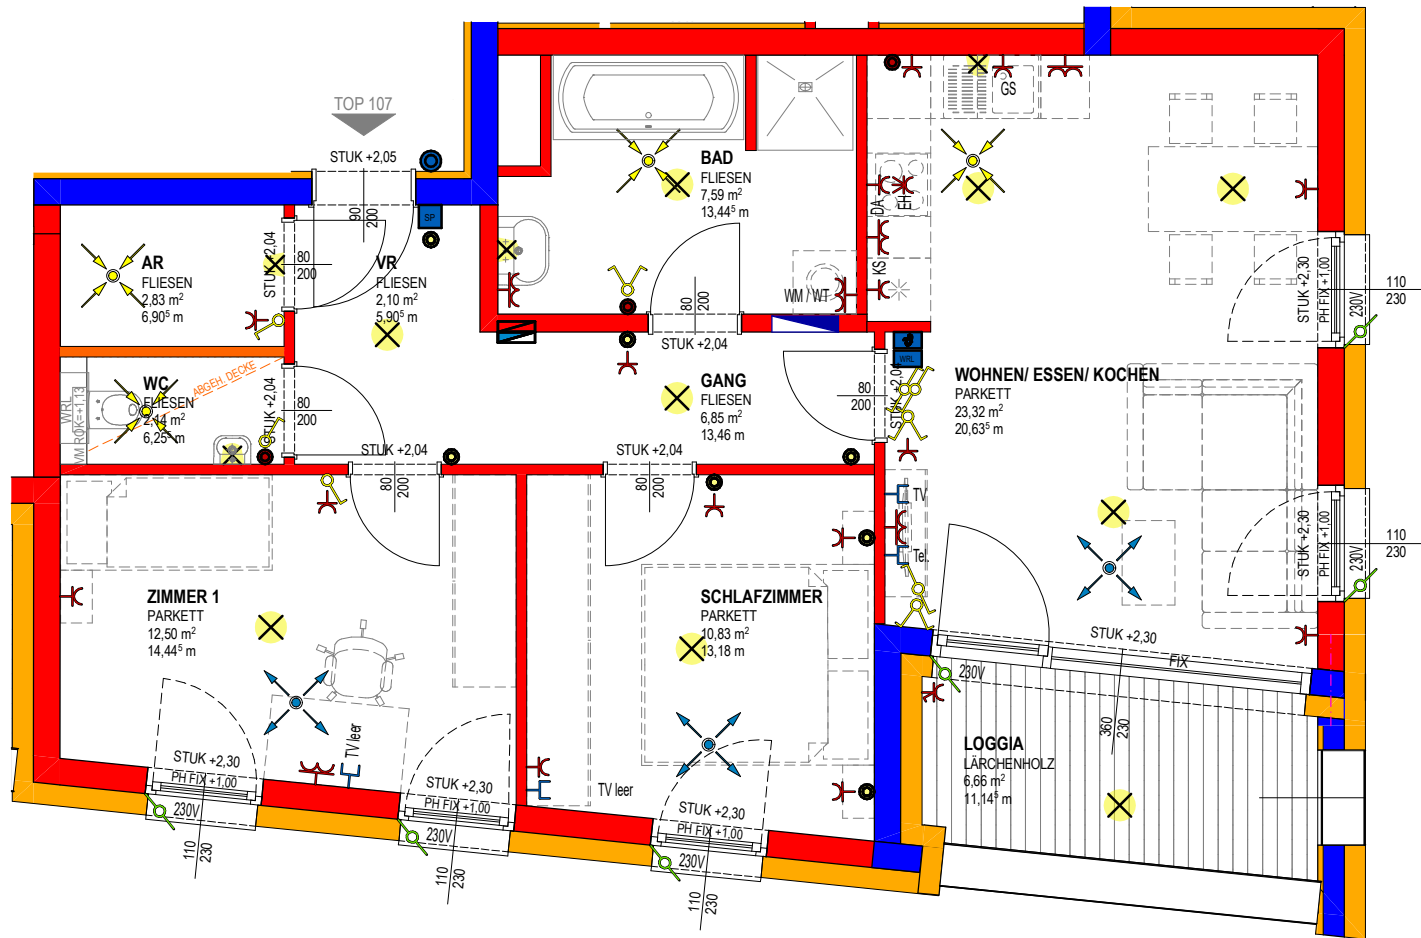 TOP 107
STUK +2,05
90
200
SP
AR
FLIESEN
2,83 m²
6,90⁵ m
STUK +2,04
80
200
VR
FLIESEN
2,10 m²
5,90⁵ m
BAD
FLIESEN
7,59 m²
13,44⁵ m
80
200
STUK +2,04
WM / WT
GS
DA
EH
KS
WRL
VM ROK=+1,13
WC
FLIESEN
2,14 m²
6,25⁵ m
ABGEH. DECKE
STUK +2,04
80
200
GANG
FLIESEN
6,85 m²
13,46 m
80
200
STUK +2,04
WRL
WOHNEN/ ESSEN/ KOCHEN
PARKETT
23,32 m²
20,63⁵ m
STUK +2,30
PH FIX +1,00
230V
110
230
STUK +2,30
PH FIX +1,00
230V
110
230
STUK +2,04
80
200
STUK +2,04
80
200
TV
Tel.
ZIMMER 1
PARKETT
12,50 m²
14,44⁵ m
SCHLAFZIMMER
PARKETT
10,83 m²
13,18 m
STUK +2,30
FIX
230V
360
230
LOGGIA
LÄRCHENHOLZ
6,66 m²
11,14⁵ m
TV leer
TV leer
STUK +2,30
PH FIX +1,00
230V
110
230
STUK +2,30
PH FIX +1,00
230V
110
230
STUK +2,30
PH FIX +1,00
230V
110
230